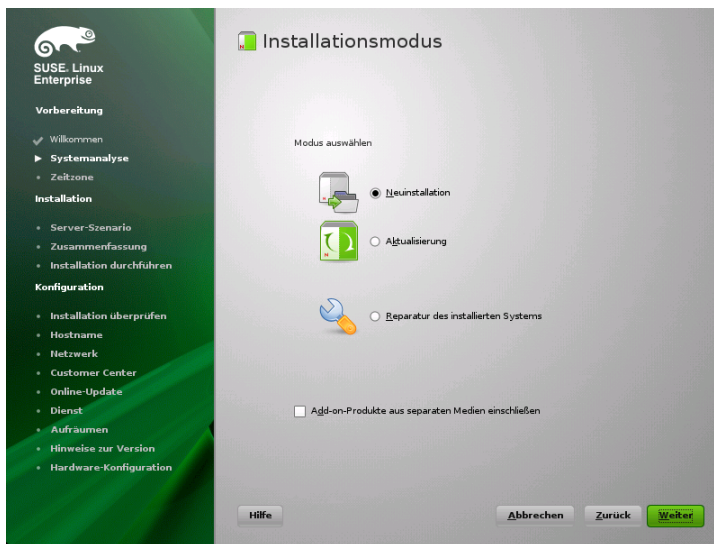 SUSE. Linux
Enterprise
Vorbereitung
Willkommen
Systemanalyse
Zeitzone
Installation
Server-Szenario
Zusammenfassung
Installation durchführen
Konfiguration
Installation überprüfen
Hostname
Netzwerk
Customer Center
Online-Update
Dienst
Aufräumen
Hinweise zur Version
Hardware-Konfiguration
Installationsmodus
Modus auswählen
Neuinstallation
Aktualisierung
Reparatur des installierten Systems
Add-on-Produkte aus separaten Medien einschließen
Hilfe
Abbrechen
Zurück
Weiter